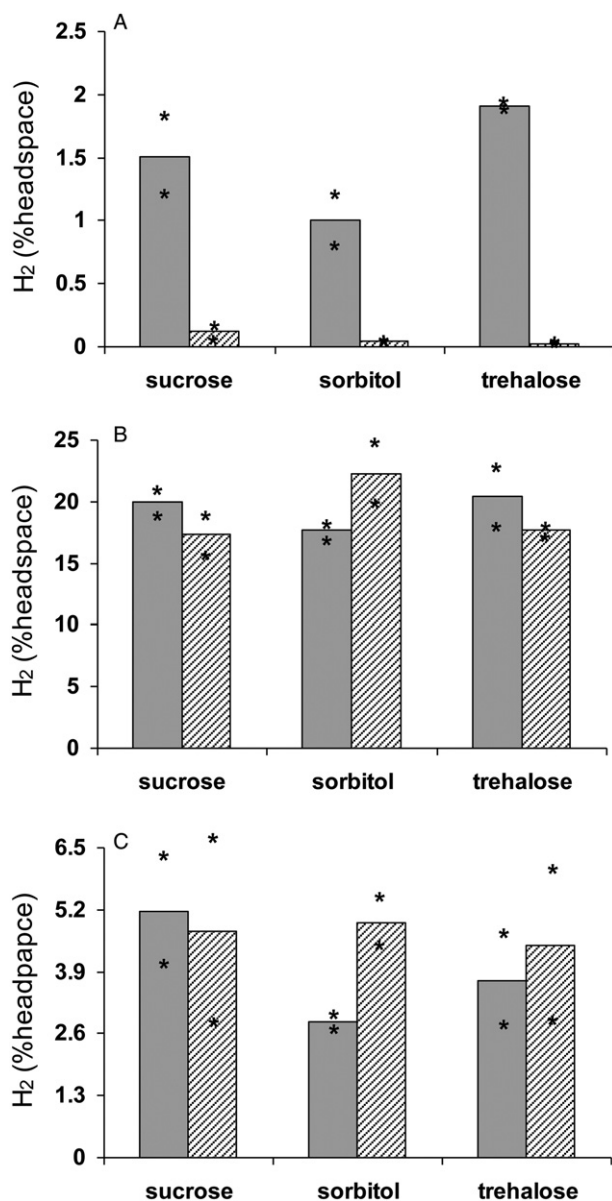 A
H2 (%headspace)
2.5
2
1.5
1
0.5
0
sucrose sorbitol trehalose
B
H2 (%headspace)
25
20
15
10
5
0
sucrose sorbitol trehalose
C
H2 (%headpapce)
6.5
5.2
3.9
2.6
1.3
0
sucrose sorbitol trehalose